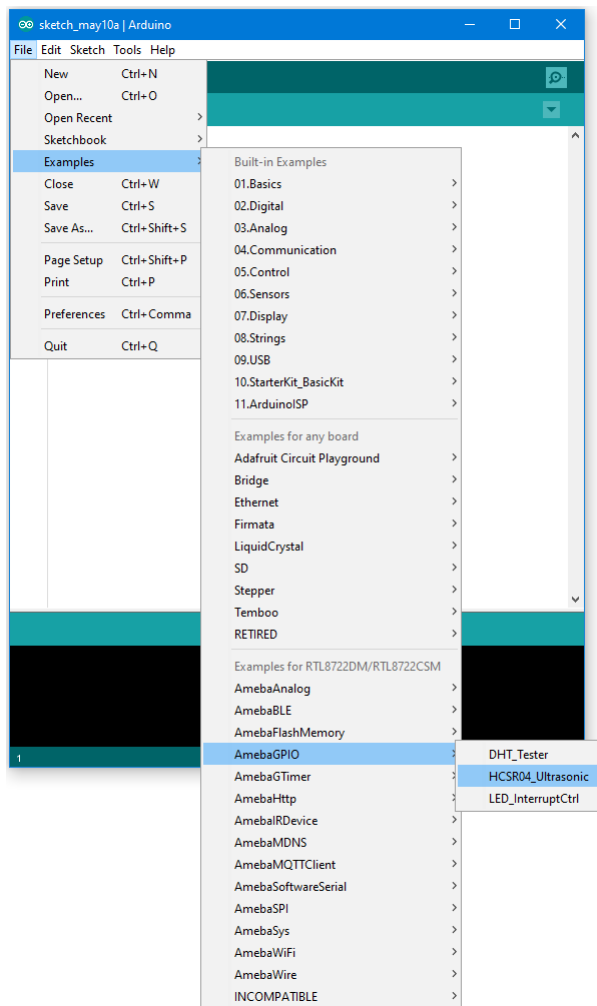 sketch_may10a | Arduino
File Edit Sketch Tools Help
New Ctrl+N
Open... Ctrl+O
Open Recent
Sketchbook
Examples
Close Ctrl+W
Save Ctrl+S
Save As... Ctrl+Shift+S
Page Setup Ctrl+Shift+P
Print Ctrl+P
Preferences Ctrl+Comma
Quit Ctrl+Q
Built-in Examples
01.Basics
02.Digital
03.Analog
04.Communication
05.Control
06.Sensors
07.Display
08.Strings
09.USB
10.StarterKit_BasicKit
11.ArduinoISP
Examples for any board
Adafruit Circuit Playground
Bridge
Ethernet
Firmata
LiquidCrystal
SD
Stepper
Temboo
RETIRED
Examples for RTL8722DM/RTL8722CSM
AmebaAnalog
AmebaBLE
AmebaFlashMemory
AmebaGPIO
AmebaGTimer
AmebaHttp
AmebaIRDevice
AmebaMDNS
AmebaMQTTClient
AmebaSoftwareSerial
AmebaSPI
AmebaSys
AmebaWiFi
AmebaWire
INCOMPATIBLE
DHT_Tester
HCSR04_Ultrasonic
LED_InterruptCtrl
1